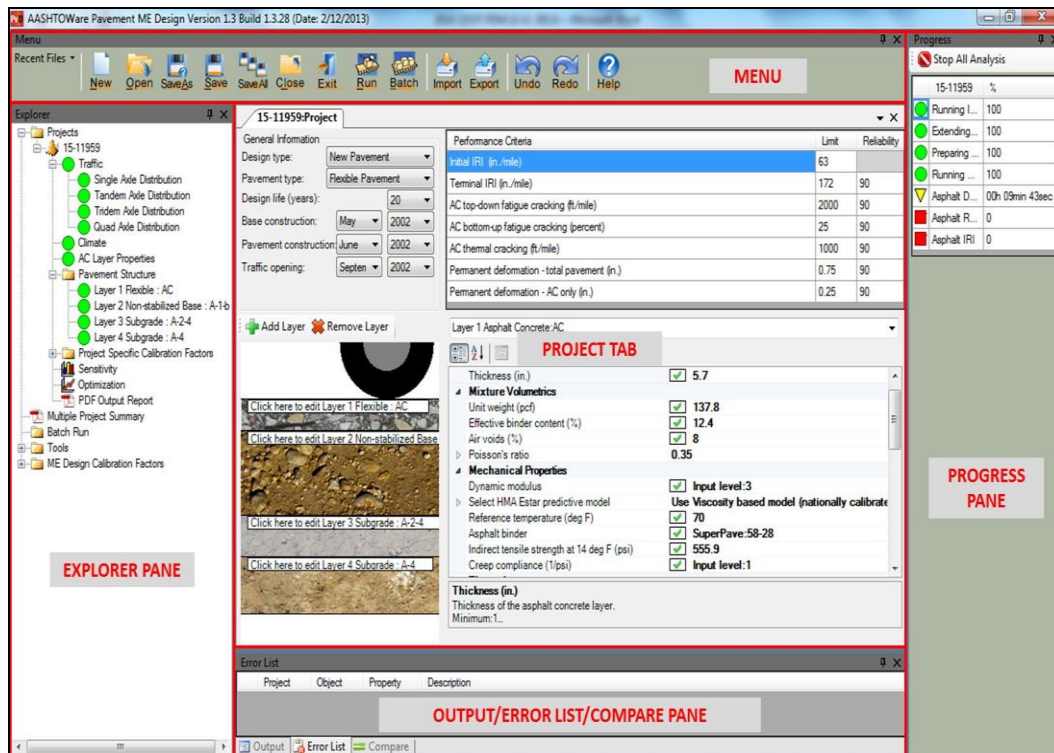 AASHTOWare Pavement ME Design Version 1.3 Build 1.3.28 (Date: 2/12/2013)
Menu
Recent Files
New Open SaveAs Save SaveAll Close Exit Run Batch Import Export Undo Redo Help
MENU
Progress
Stop All Analysis
15-11959 %
Running I... 100
Extending... 100
Preparing ... 100
Running ... 100
Asphalt D... 00h 09min 43sec
Asphalt R... 0
Asphalt IRI 0
PROGRESS PANE
Explorer
Projects
15-11959
Traffic
Single Axle Distribution
Tandem Axle Distribution
Tridem Axle Distribution
Quad Axle Distribution
Climate
AC Layer Properties
Pavement Structure
Layer 1 Flexible : AC
Layer 2 Non-stabilized Base : A-1-b
Layer 3 Subgrade : A-2-4
Layer 4 Subgrade : A-4
Project Specific Calibration Factors
Sensitivity
Optimization
PDF Output Report
Multiple Project Summary
Batch Run
Tools
ME Design Calibration Factors
EXPLORER PANE
15-11959:Project
General Information
Design type: New Pavement
Pavement type: Flexible Pavement
Design life (years): 20
Base construction: May 2002
Pavement construction: June 2002
Traffic opening: Septen 2002
Performance Criteria Limit Reliability
Initial IRI (in./mile) 63
Terminal IRI (in./mile) 172 90
AC top-down fatigue cracking (ft/mile) 2000 90
AC bottom-up fatigue cracking (percent) 25 90
AC thermal cracking (ft/mile) 1000 90
Permanent deformation - total pavement (in.) 0.75 90
Permanent deformation - AC only (in.) 0.25 90
Add Layer Remove Layer
Click here to edit Layer 1 Flexible : AC
Click here to edit Layer 2 Non-stabilized Base
Click here to edit Layer 3 Subgrade : A-2-4
Click here to edit Layer 4 Subgrade : A-4
Layer 1 Asphalt Concrete:AC
PROJECT TAB
Thickness (in.) 5.7
Mixture Volumetrics
Unit weight (pcf) 137.8
Effective binder content (%) 12.4
Air voids (%) 8
Poisson's ratio 0.35
Mechanical Properties
Dynamic modulus Input level:3
Select HMA Estar predictive model Use Viscosity based model (nationally calibrate
Reference temperature (deg F) 70
Asphalt binder SuperPave:58-28
Indirect tensile strength at 14 deg F (psi) 555.9
Creep compliance (1/psi) Input level:1
Thickness (in.)
Thickness of the asphalt concrete layer.
Minimum:1...
Error List
Project Object Property Description
OUTPUT/ERROR LIST/COMPARE PANE
Output Error List Compare